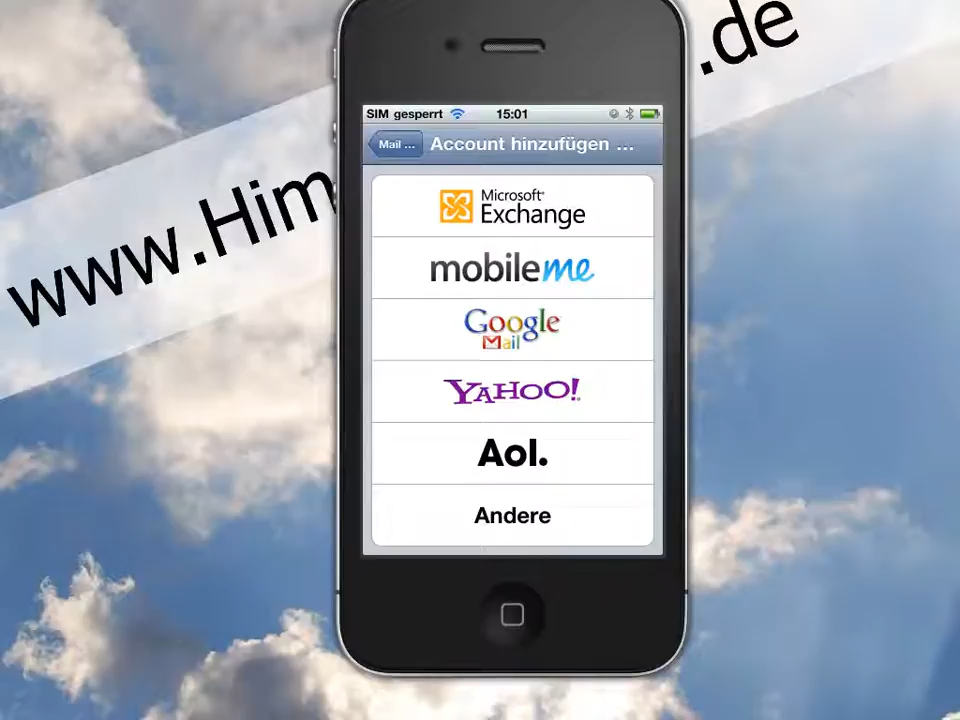 www.Him
.de
SIM gesperrt 15:01
Mail ... Account hinzufügen ...
Microsoft®
Exchange
mobileme
Google
Mail
YAHOO!
Aol.
Andere